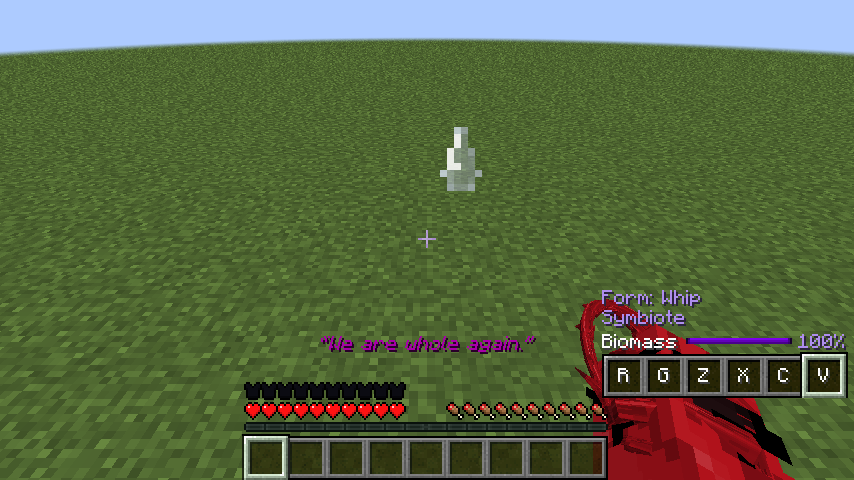 Form: Whip
Symbiote
"We are whole again."
Biomass 100%
R G Z X C V